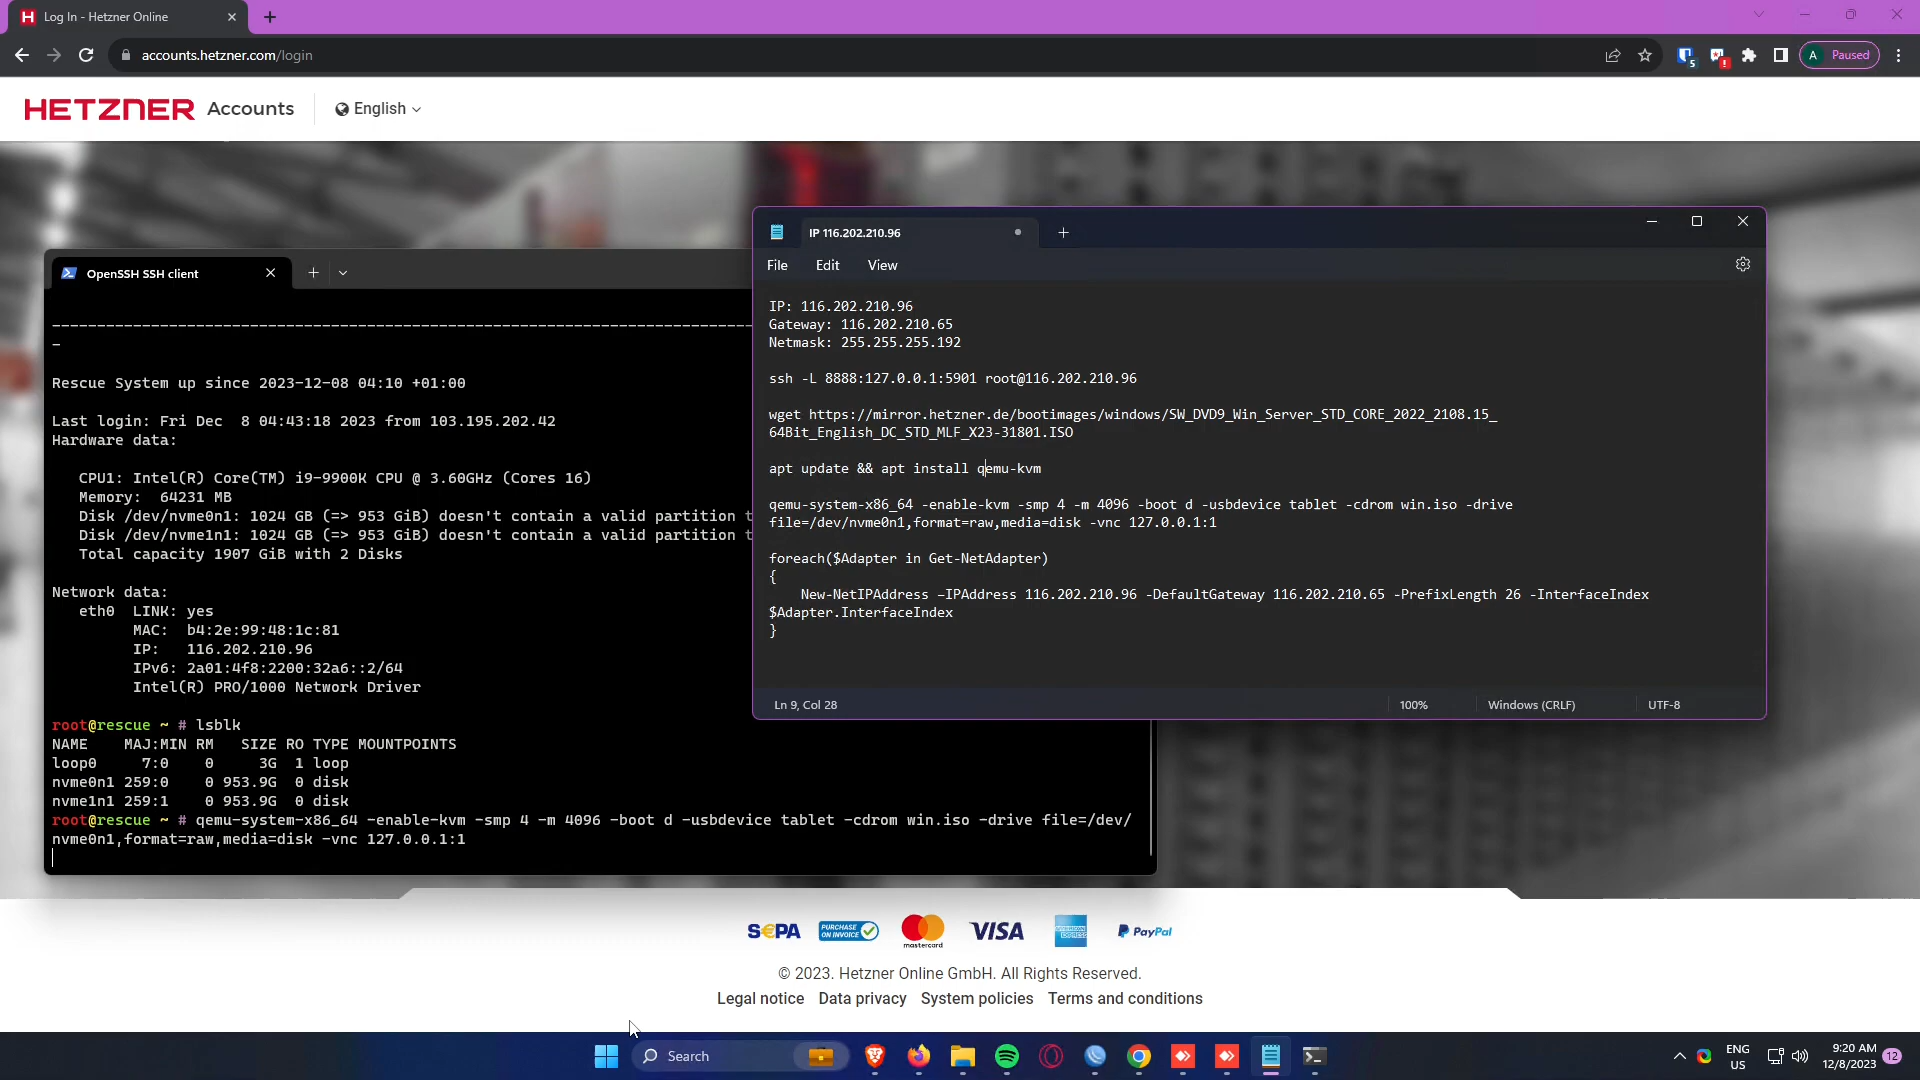 Log In - Hetzner Online
accounts.hetzner.com/login
5
A
Paused
HETZNER Accounts
English
OpenSSH SSH client
--------------------------------------------------------------------------------
-
Rescue System up since 2023-12-08 04:10 +01:00
Last login: Fri Dec  8 04:43:18 2023 from 103.195.202.42
Hardware data:
CPU1: Intel(R) Core(TM) i9-9900K CPU @ 3.60GHz (Cores 16)
Memory:  64231 MB
Disk /dev/nvme0n1: 1024 GB (=> 953 GiB) doesn't contain a valid partition t
Disk /dev/nvme1n1: 1024 GB (=> 953 GiB) doesn't contain a valid partition t
Total capacity 1907 GiB with 2 Disks
Network data:
eth0  LINK: yes
MAC:  b4:2e:99:48:1c:81
IP:   116.202.210.96
IPv6: 2a01:4f8:2200:32a6::2/64
Intel(R) PRO/1000 Network Driver
root@rescue ~ # lsblk
NAME    MAJ:MIN RM   SIZE RO TYPE MOUNTPOINTS
loop0     7:0    0     3G  1 loop
nvme0n1 259:0    0 953.9G  0 disk
nvme1n1 259:1    0 953.9G  0 disk
root@rescue ~ # qemu-system-x86_64 -enable-kvm -smp 4 -m 4096 -boot d -usbdevice tablet -cdrom win.iso -drive file=/dev/
nvme0n1,format=raw,media=disk -vnc 127.0.0.1:1
IP 116.202.210.96
File
Edit
View
IP: 116.202.210.96
Gateway: 116.202.210.65
Netmask: 255.255.255.192
ssh -L 8888:127.0.0.1:5901 root@116.202.210.96
wget https://mirror.hetzner.de/bootimages/windows/SW_DVD9_Win_Server_STD_CORE_2022_2108.15_
64Bit_English_DC_STD_MLF_X23-31801.ISO
apt update && apt install qemu-kvm
qemu-system-x86_64 -enable-kvm -smp 4 -m 4096 -boot d -usbdevice tablet -cdrom win.iso -drive
file=/dev/nvme0n1,format=raw,media=disk -vnc 127.0.0.1:1
foreach($Adapter in Get-NetAdapter)
{
New-NetIPAddress –IPAddress 116.202.210.96 -DefaultGateway 116.202.210.65 -PrefixLength 26 -InterfaceIndex
$Adapter.InterfaceIndex
}
Ln 9, Col 28
100%
Windows (CRLF)
UTF-8
S€PA
PURCHASE ON INVOICE
mastercard
VISA
AMERICAN EXPRESS
PayPal
© 2023. Hetzner Online GmbH. All Rights Reserved.
Legal notice
Data privacy
System policies
Terms and conditions
Search
ENG
US
9:20 AM
12/8/2023
12